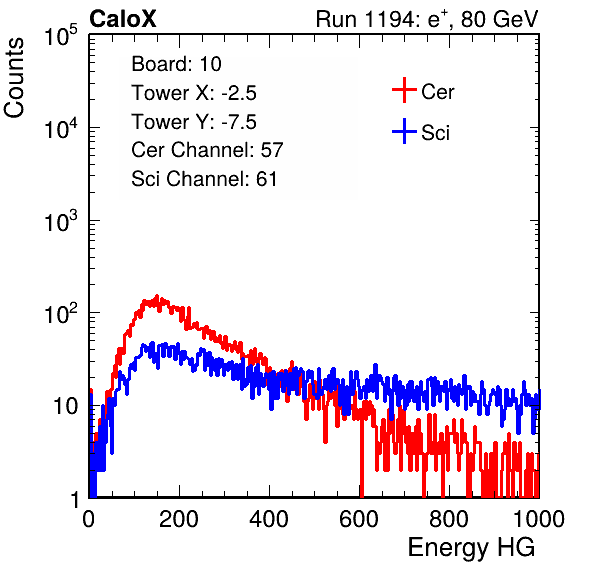 CaloX Run 1194: e⁺, 80 GeV
Counts
Board: 10
Tower X: -2.5
Tower Y: -7.5
Cer Channel: 57
Sci Channel: 61
Cer
Sci
10⁵
10⁴
10³
10²
10
1
0 200 400 600 800 1000
Energy HG